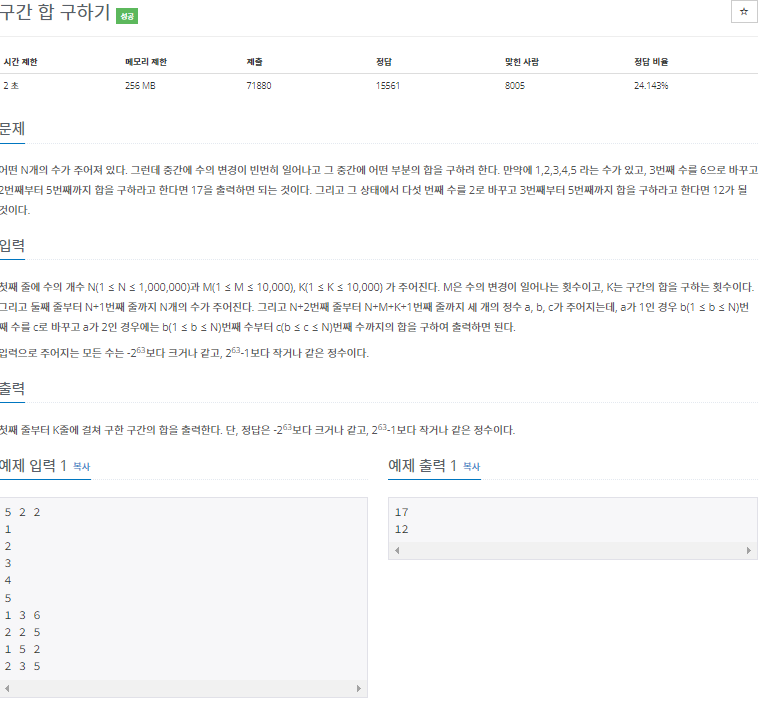 구간 합 구하기 성공
☆
시간 제한 메모리 제한 제출 정답 맞힌 사람 정답 비율
2 초 256 MB 71880 15561 8005 24.143%
문제
어떤 N개의 수가 주어져 있다. 그런데 중간에 수의 변경이 빈번히 일어나고 그 중간에 어떤 부분의 합을 구하려 한다. 만약에 1,2,3,4,5 라는 수가 있고, 3번째 수를 6으로 바꾸고
2번째부터 5번째까지 합을 구하라고 한다면 17을 출력하면 되는 것이다. 그리고 그 상태에서 다섯 번째 수를 2로 바꾸고 3번째부터 5번째까지 합을 구하라고 한다면 12가 될
것이다.
입력
첫째 줄에 수의 개수 N(1 ≤ N ≤ 1,000,000)과 M(1 ≤ M ≤ 10,000), K(1 ≤ K ≤ 10,000) 가 주어진다. M은 수의 변경이 일어나는 횟수이고, K는 구간의 합을 구하는 횟수이다.
그리고 둘째 줄부터 N+1번째 줄까지 N개의 수가 주어진다. 그리고 N+2번째 줄부터 N+M+K+1번째 줄까지 세 개의 정수 a, b, c가 주어지는데, a가 1인 경우 b(1 ≤ b ≤ N)번
째 수를 c로 바꾸고 a가 2인 경우에는 b(1 ≤ b ≤ N)번째 수부터 c(b ≤ c ≤ N)번째 수까지의 합을 구하여 출력하면 된다.
입력으로 주어지는 모든 수는 -2⁶³보다 크거나 같고, 2⁶³-1보다 작거나 같은 정수이다.
출력
첫째 줄부터 K줄에 걸쳐 구한 구간의 합을 출력한다. 단, 정답은 -2⁶³보다 크거나 같고, 2⁶³-1보다 작거나 같은 정수이다.
예제 입력 1 복사
5 2 2
1
2
3
4
5
1 3 6
2 2 5
1 5 2
2 3 5
예제 출력 1 복사
17
12